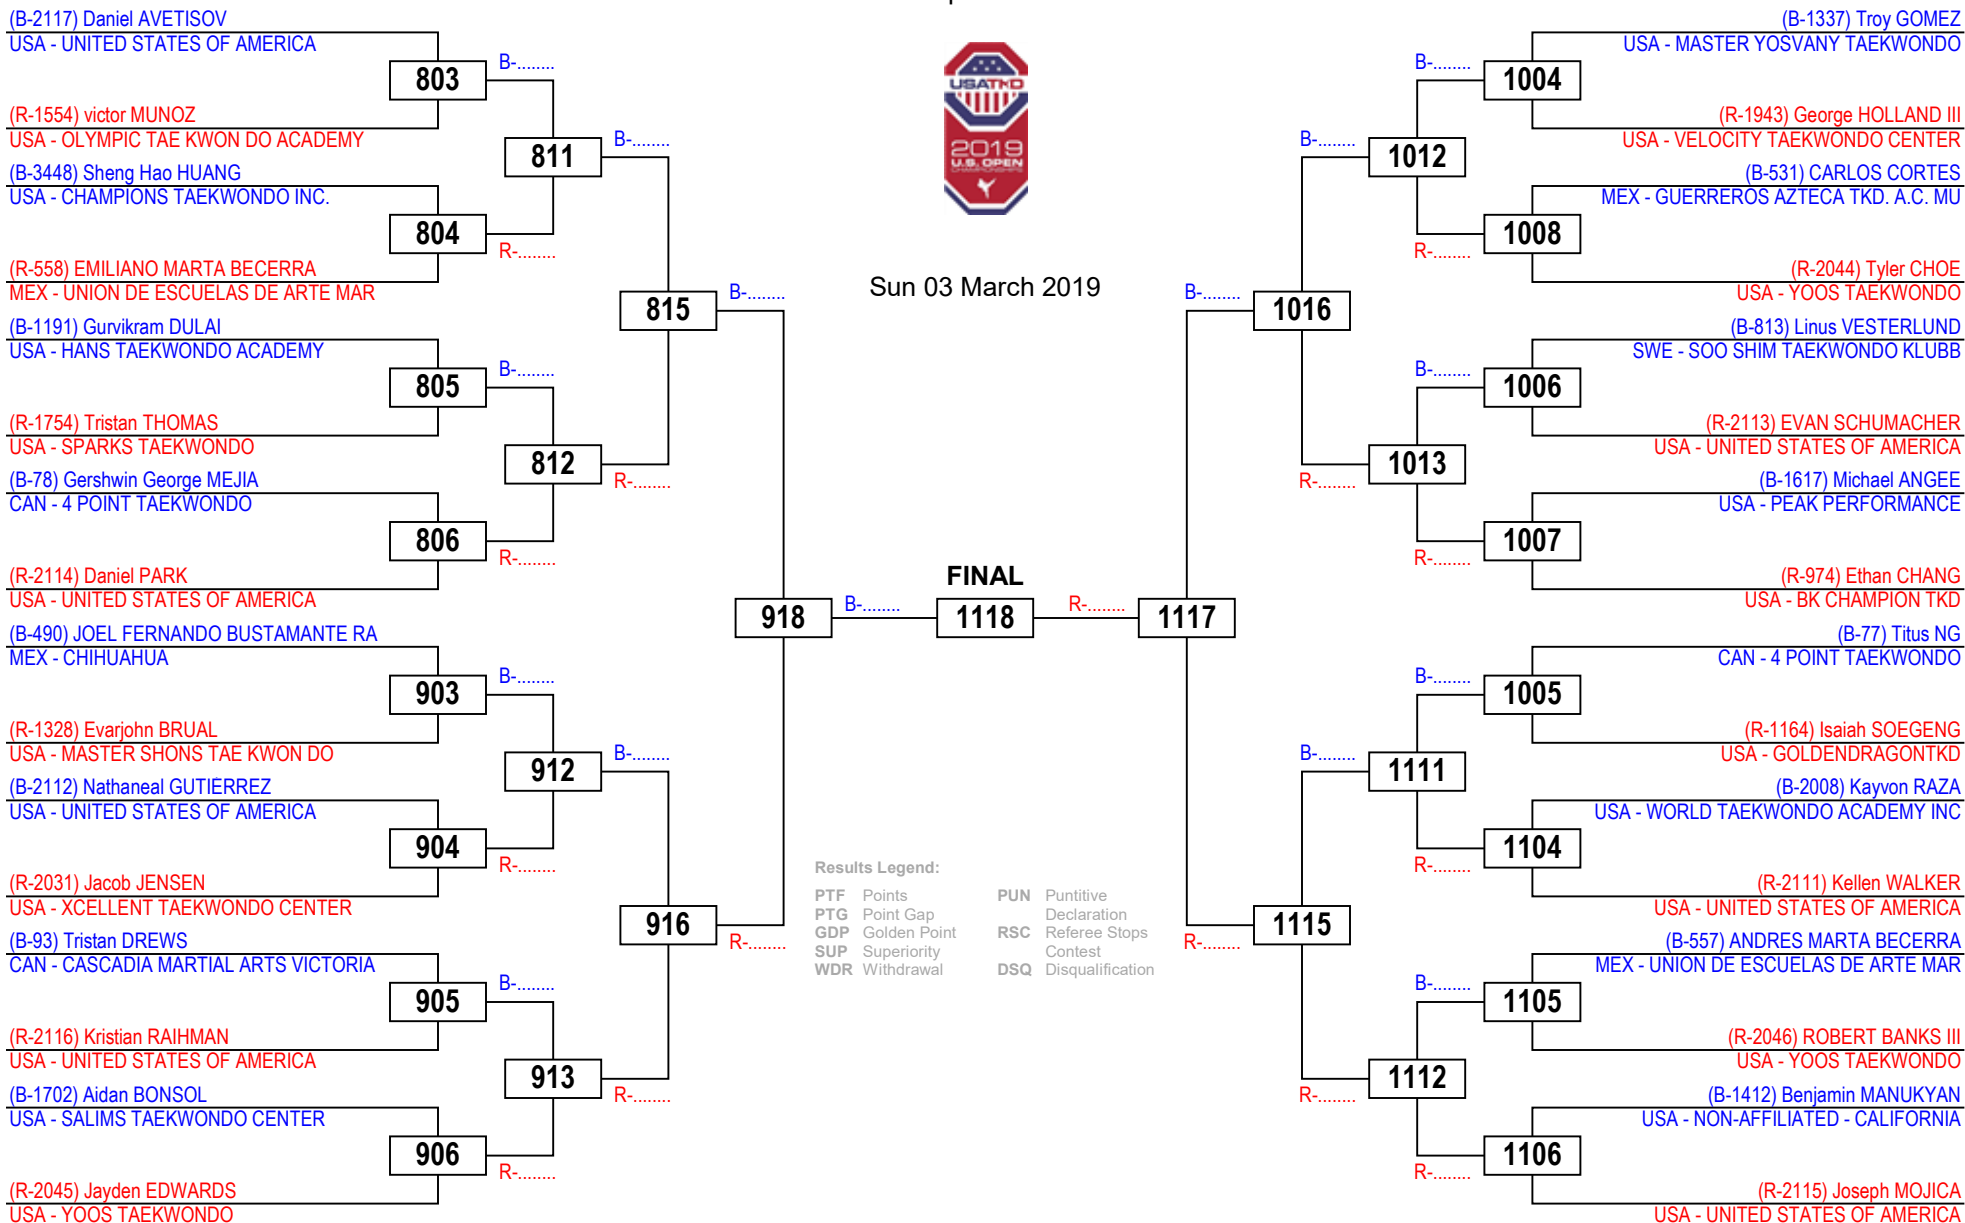 (B-2117) Daniel AVETISOV
USA - UNITED STATES OF AMERICA
803
B-........
(R-1554) victor MUNOZ
USA - OLYMPIC TAE KWON DO ACADEMY
811
B-........
(B-3448) Sheng Hao HUANG
USA - CHAMPIONS TAEKWONDO INC.
804
R-........
(R-558) EMILIANO MARTA BECERRA
MEX - UNION DE ESCUELAS DE ARTE MAR
815
B-........
(B-1191) Gurvikram DULAI
USA - HANS TAEKWONDO ACADEMY
805
B-........
(R-1754) Tristan THOMAS
USA - SPARKS TAEKWONDO
812
R-........
(B-78) Gershwin George MEJIA
CAN - 4 POINT TAEKWONDO
806
R-........
(R-2114) Daniel PARK
USA - UNITED STATES OF AMERICA
918
B-........
(B-490) JOEL FERNANDO BUSTAMANTE RA
MEX - CHIHUAHUA
903
B-........
(R-1328) Evarjohn BRUAL
USA - MASTER SHONS TAE KWON DO
912
B-........
(B-2112) Nathaneal GUTIERREZ
USA - UNITED STATES OF AMERICA
904
R-........
(R-2031) Jacob JENSEN
USA - XCELLENT TAEKWONDO CENTER
916
R-........
(B-93) Tristan DREWS
CAN - CASCADIA MARTIAL ARTS VICTORIA
905
B-........
(R-2116) Kristian RAIHMAN
USA - UNITED STATES OF AMERICA
913
R-........
(B-1702) Aidan BONSOL
USA - SALIMS TAEKWONDO CENTER
906
R-........
(R-2045) Jayden EDWARDS
USA - YOOS TAEKWONDO
USATKD
2019
U.S. OPEN
CHAMPIONSHIPS
Sun 03 March 2019
FINAL
1118
Results Legend:
PTF Points
PTG Point Gap
GDP Golden Point
SUP Superiority
WDR Withdrawal
PUN Puntitive
Declaration
RSC Referee Stops
Contest
DSQ Disqualification
(B-1337) Troy GOMEZ
USA - MASTER YOSVANY TAEKWONDO
B-........
1004
(R-1943) George HOLLAND III
USA - VELOCITY TAEKWONDO CENTER
B-........
1012
(B-531) CARLOS CORTES
MEX - GUERREROS AZTECA TKD. A.C. MU
R-........
1008
(R-2044) Tyler CHOE
USA - YOOS TAEKWONDO
B-........
1016
(B-813) Linus VESTERLUND
SWE - SOO SHIM TAEKWONDO KLUBB
B-........
1006
(R-2113) EVAN SCHUMACHER
USA - UNITED STATES OF AMERICA
R-........
1013
(B-1617) Michael ANGEE
USA - PEAK PERFORMANCE
R-........
1007
(R-974) Ethan CHANG
USA - BK CHAMPION TKD
R-........
1117
(B-77) Titus NG
CAN - 4 POINT TAEKWONDO
B-........
1005
(R-1164) Isaiah SOEGENG
USA - GOLDENDRAGONTKD
B-........
1111
(B-2008) Kayvon RAZA
USA - WORLD TAEKWONDO ACADEMY INC
R-........
1104
(R-2111) Kellen WALKER
USA - UNITED STATES OF AMERICA
R-........
1115
(B-557) ANDRES MARTA BECERRA
MEX - UNION DE ESCUELAS DE ARTE MAR
B-........
1105
(R-2046) ROBERT BANKS III
USA - YOOS TAEKWONDO
R-........
1112
(B-1412) Benjamin MANUKYAN
USA - NON-AFFILIATED - CALIFORNIA
R-........
1106
(R-2115) Joseph MOJICA
USA - UNITED STATES OF AMERICA